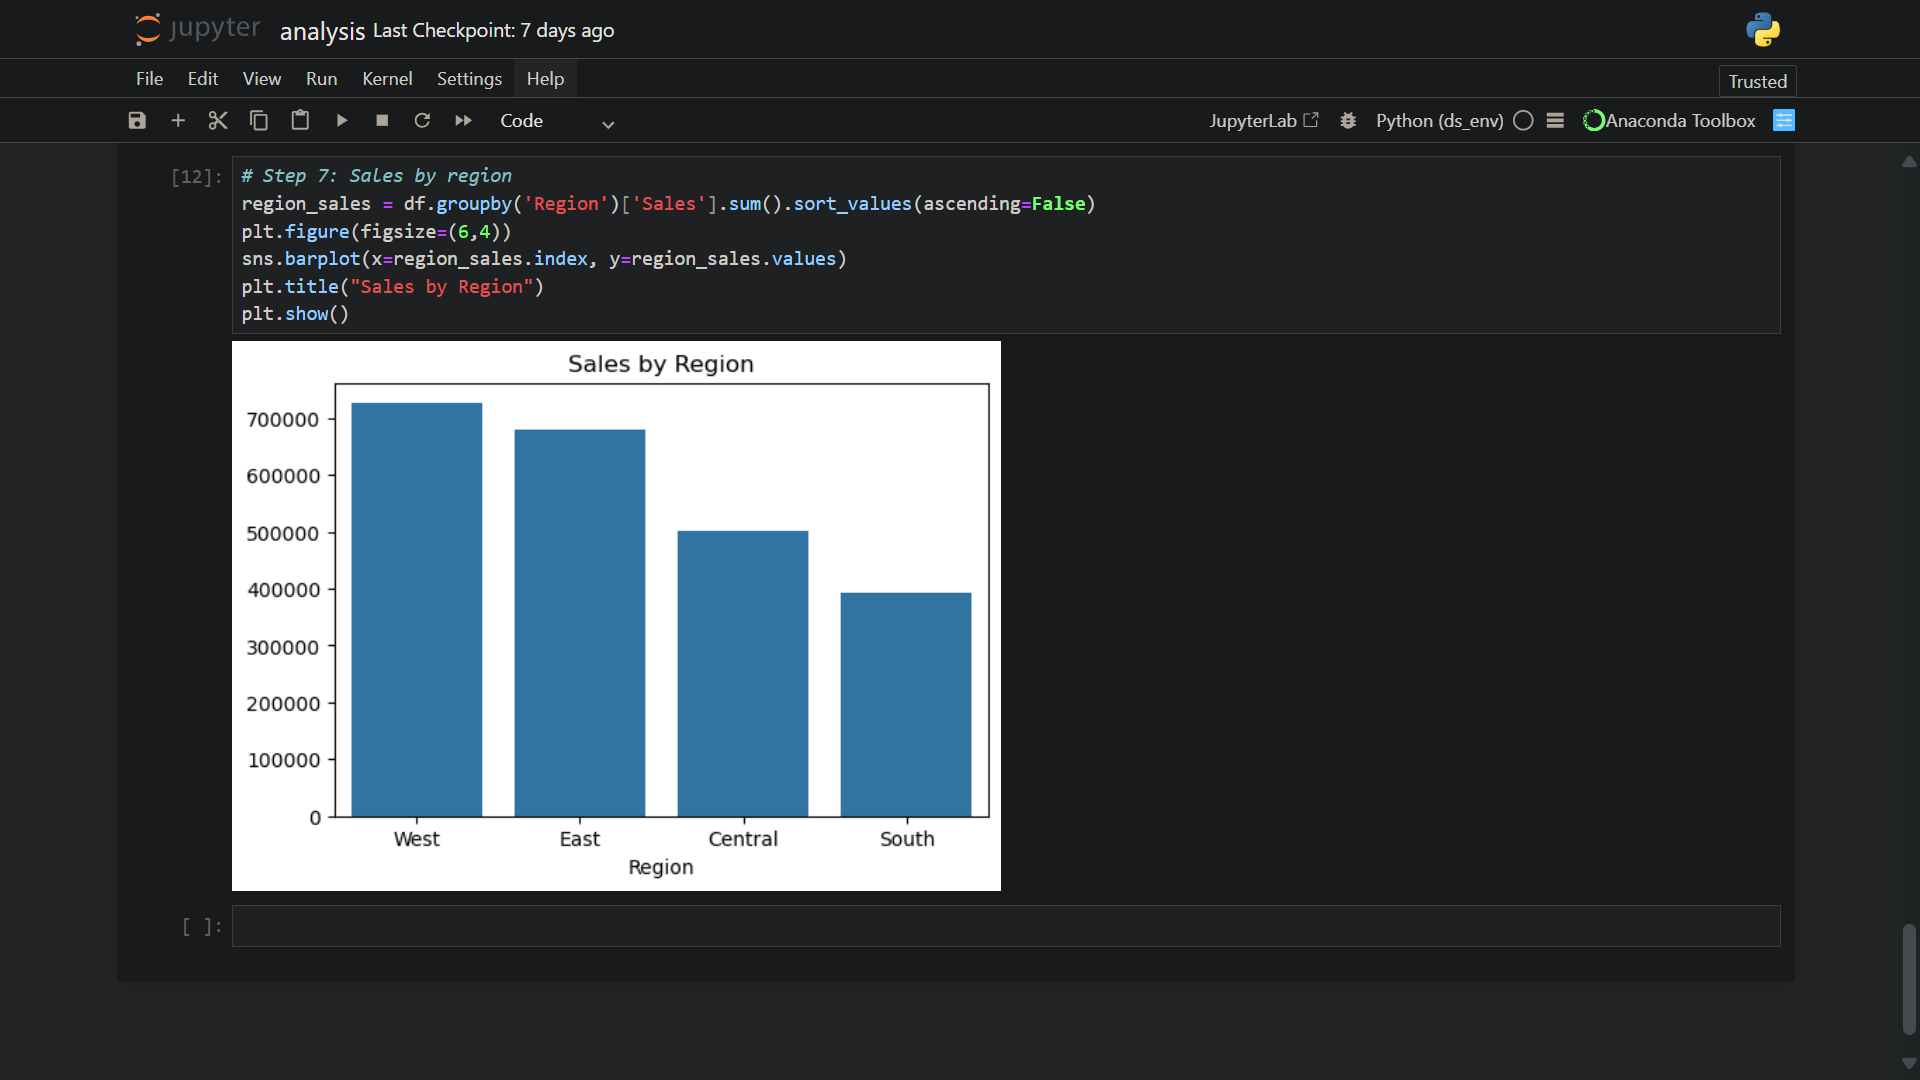 jupyter analysis Last Checkpoint: 7 days ago
File Edit View Run Kernel Settings Help
Trusted
Code
JupyterLab Python (ds_env) Anaconda Toolbox
[12]:
# Step 7: Sales by region
region_sales = df.groupby('Region')['Sales'].sum().sort_values(ascending=False)
plt.figure(figsize=(6,4))
sns.barplot(x=region_sales.index, y=region_sales.values)
plt.title("Sales by Region")
plt.show()
Sales by Region
700000
600000
500000
400000
300000
200000
100000
0
West East Central South
Region
[ ]: